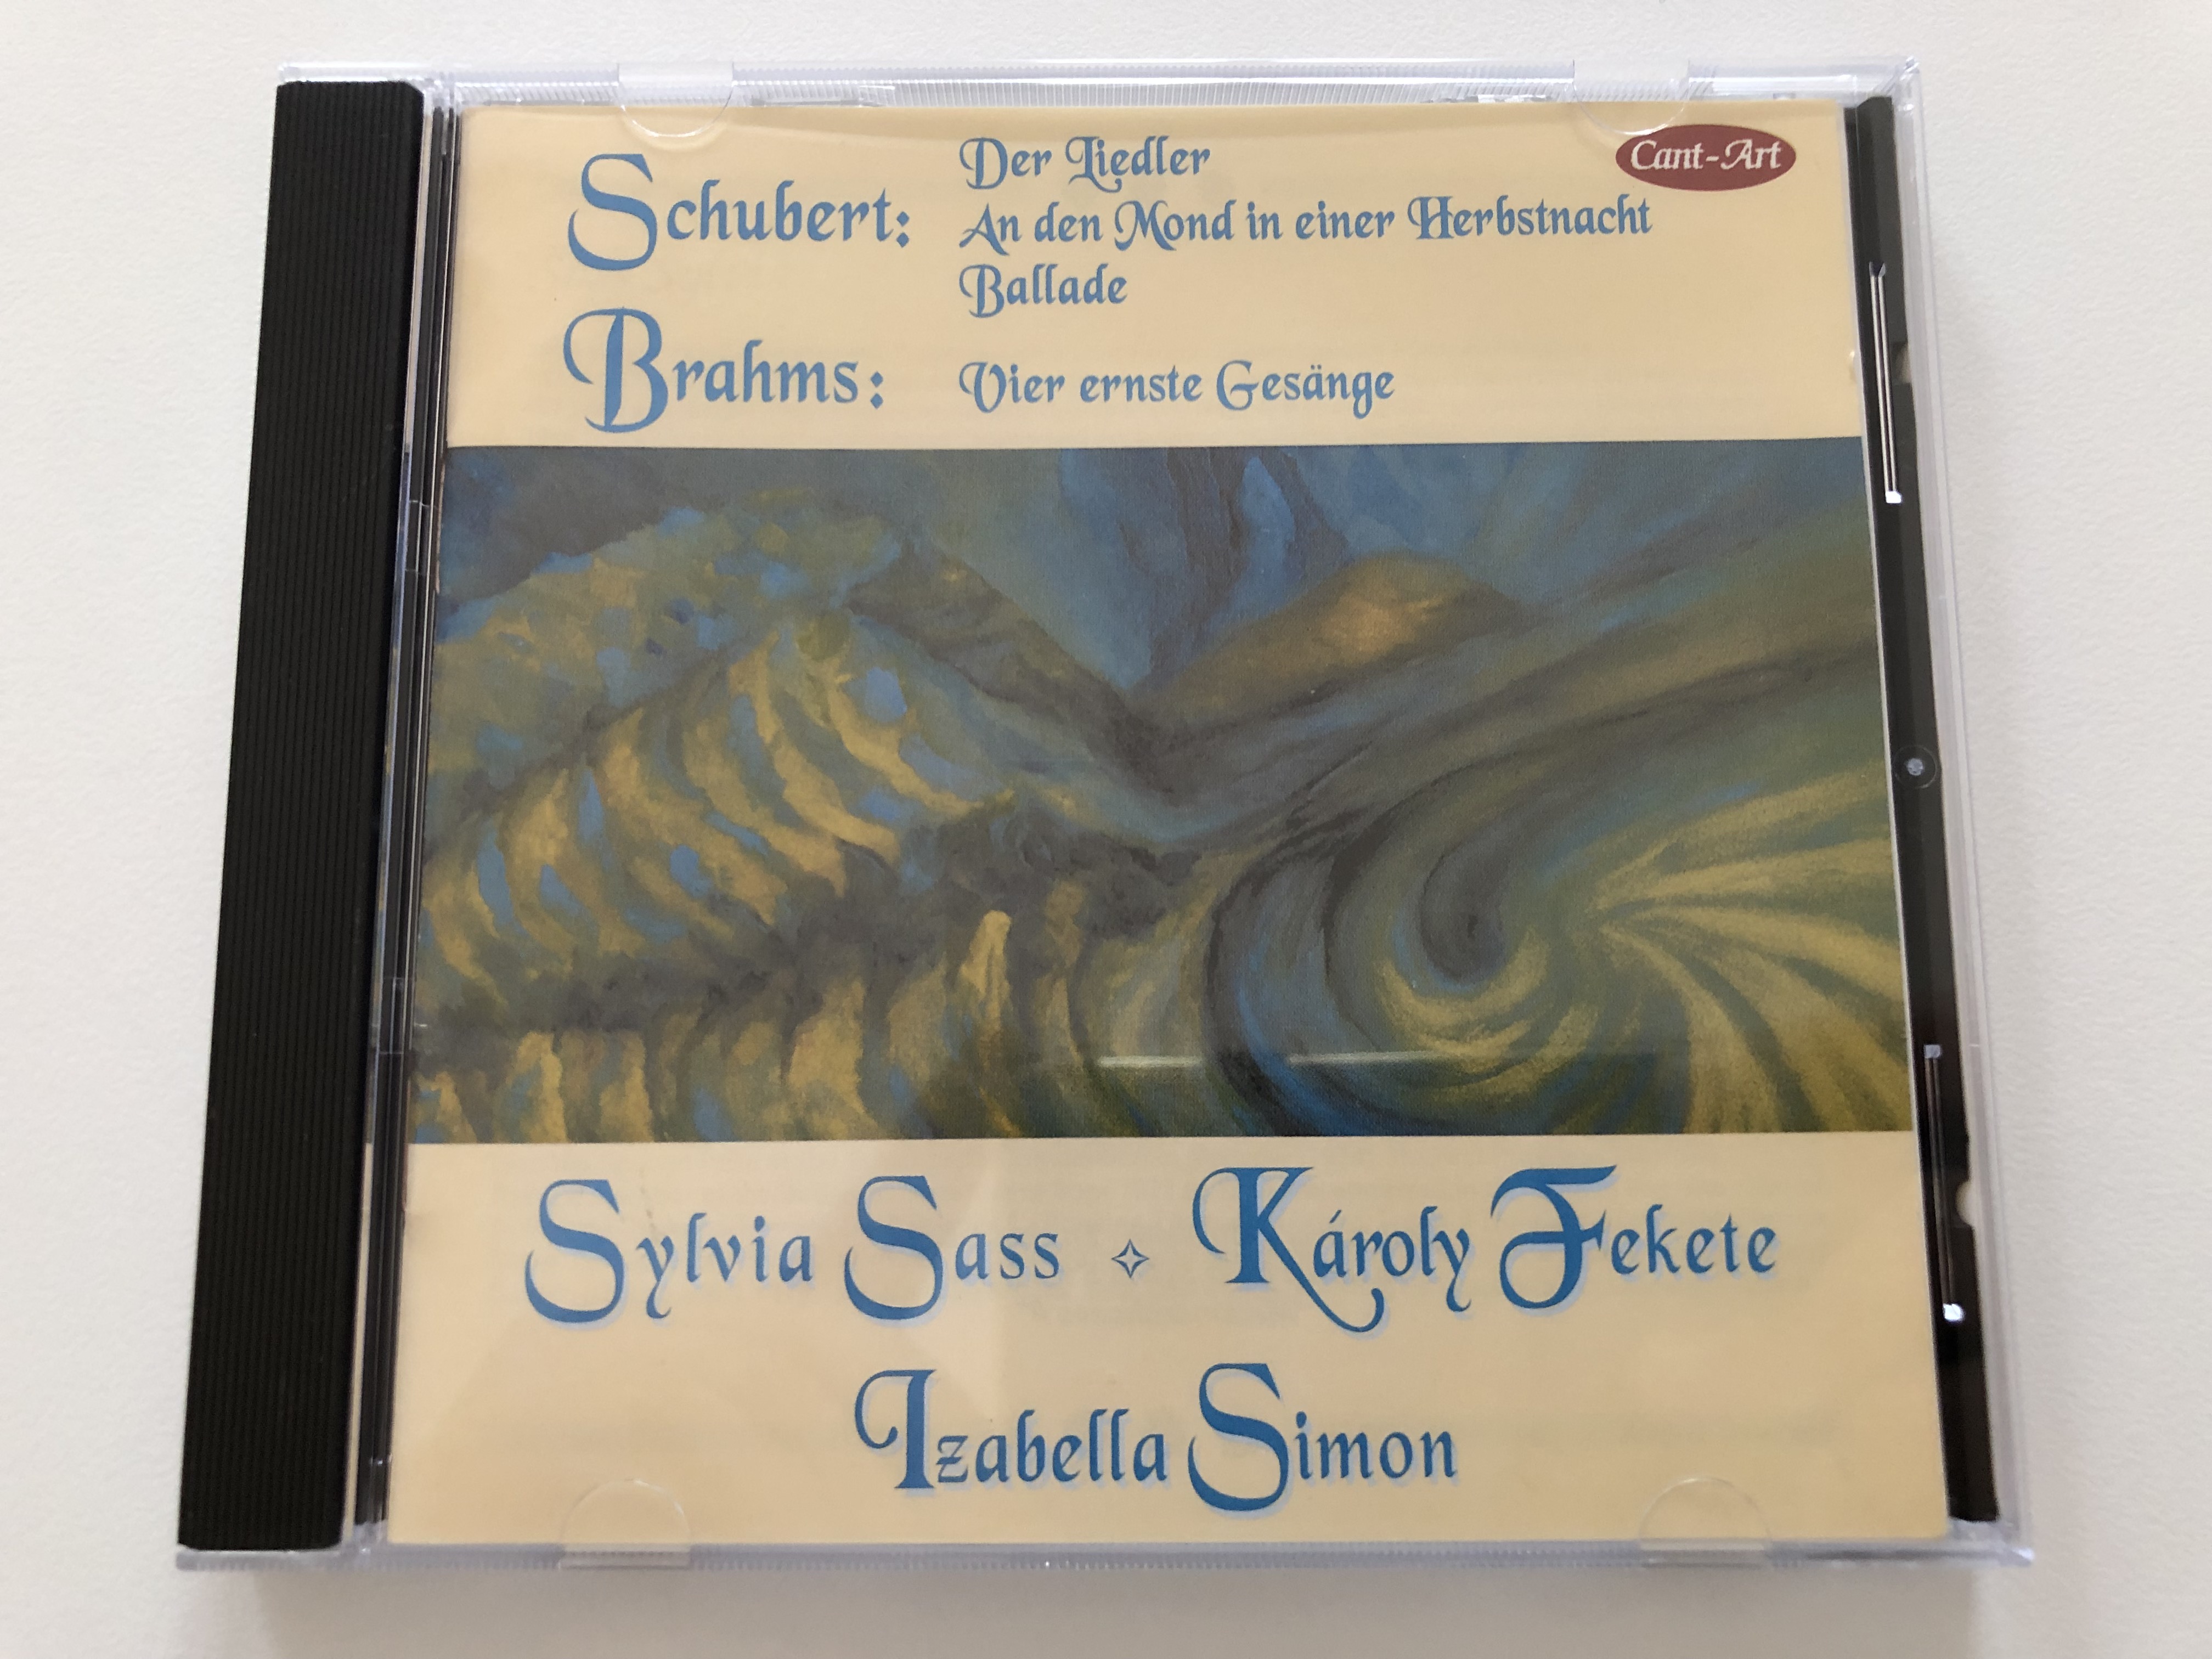 Cant-Art
Schubert:
Der Liedler
An den Mond in einer Herbstnacht
Ballade
Brahms:
Vier ernste Gesänge
Sylvia Sass ✧ Károly Fekete
Izabella Simon